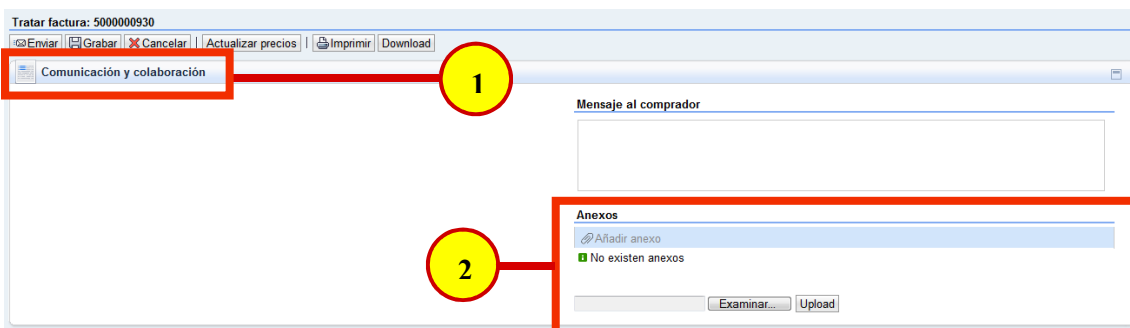 Tratar factura: 5000000930
Enviar Grabar Cancelar | Actualizar precios | Imprimir Download
Comunicación y colaboración
1
Mensaje al comprador
Anexos
Añadir anexo
No existen anexos
2
Examinar... Upload